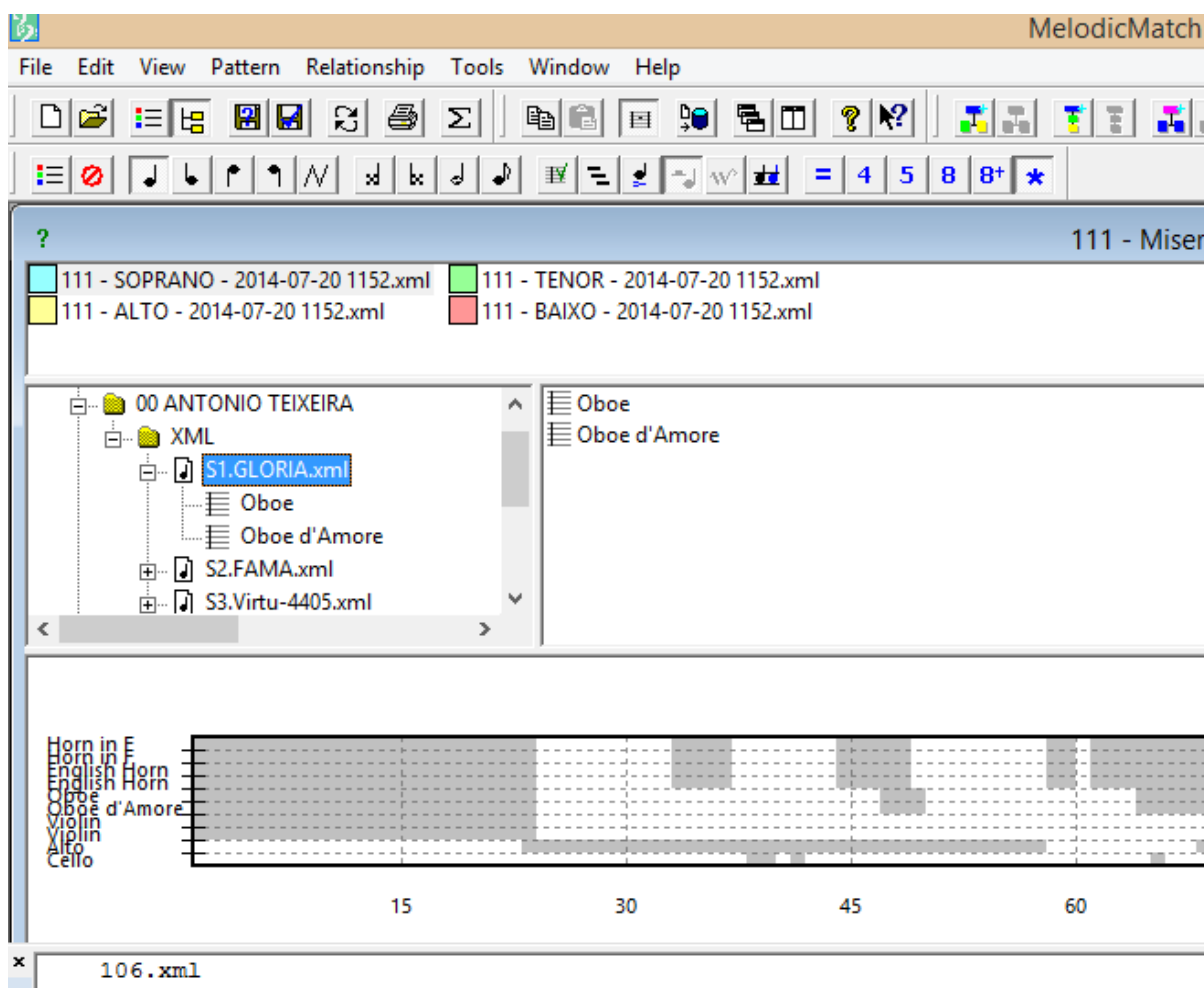 MelodicMatch
File Edit View Pattern Relationship Tools Window Help
= 4 5 8 8+ *
? 111 - Miser
111 - SOPRANO - 2014-07-20 1152.xml 111 - TENOR - 2014-07-20 1152.xml
111 - ALTO - 2014-07-20 1152.xml 111 - BAIXO - 2014-07-20 1152.xml
00 ANTONIO TEIXEIRA
XML
S1.GLORIA.xml
Oboe
Oboe d'Amore
S2.FAMA.xml
S3.Virtu-4405.xml
Oboe
Oboe d'Amore
Horn in
Horn in
English Horn
English Horn
Oboe
Oboe d'Amore
Violin
Violin
Alto
Cello
15 30 45 60
106.xml